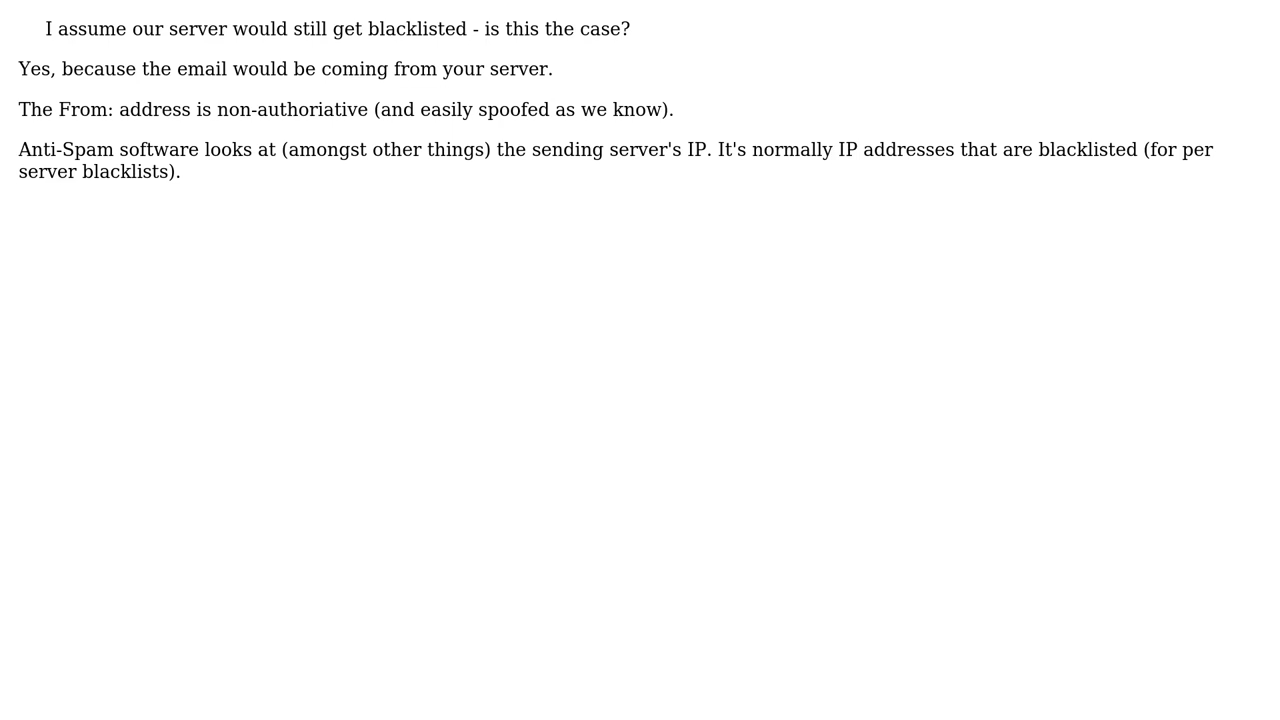 I assume our server would still get blacklisted - is this the case?
Yes, because the email would be coming from your server.
The From: address is non-authoriative (and easily spoofed as we know).
Anti-Spam software looks at (amongst other things) the sending server's IP. It's normally IP addresses that are blacklisted (for per
server blacklists).